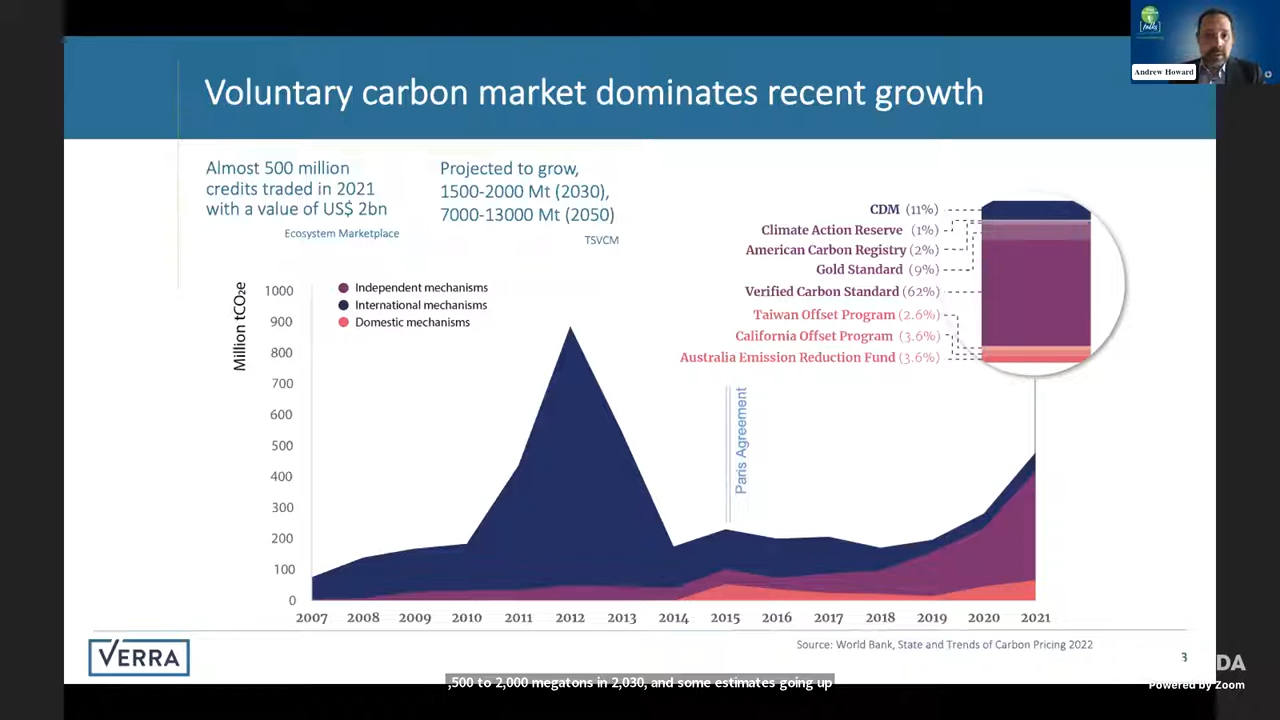 Andrew Howard
Voluntary carbon market dominates recent growth
Almost 500 million
credits traded in 2021
with a value of US$ 2bn
Ecosystem Marketplace
Projected to grow,
1500-2000 Mt (2030),
7000-13000 Mt (2050)
TSVCM
CDM (11%)
Climate Action Reserve (1%)
American Carbon Registry (2%)
Gold Standard (9%)
Verified Carbon Standard (62%)
Taiwan Offset Program (2.6%)
California Offset Program (3.6%)
Australia Emission Reduction Fund (3.6%)
Million tCO₂e
Independent mechanisms
International mechanisms
Domestic mechanisms
1000
900
800
700
600
500
400
300
200
100
0
Paris Agreement
2007 2008 2009 2010 2011 2012 2013 2014 2015 2016 2017 2018 2019 2020 2021
Source: World Bank, State and Trends of Carbon Pricing 2022
VERRA
3
DA
Powered by Zoom
,500 to 2,000 megatons in 2,030, and some estimates going up